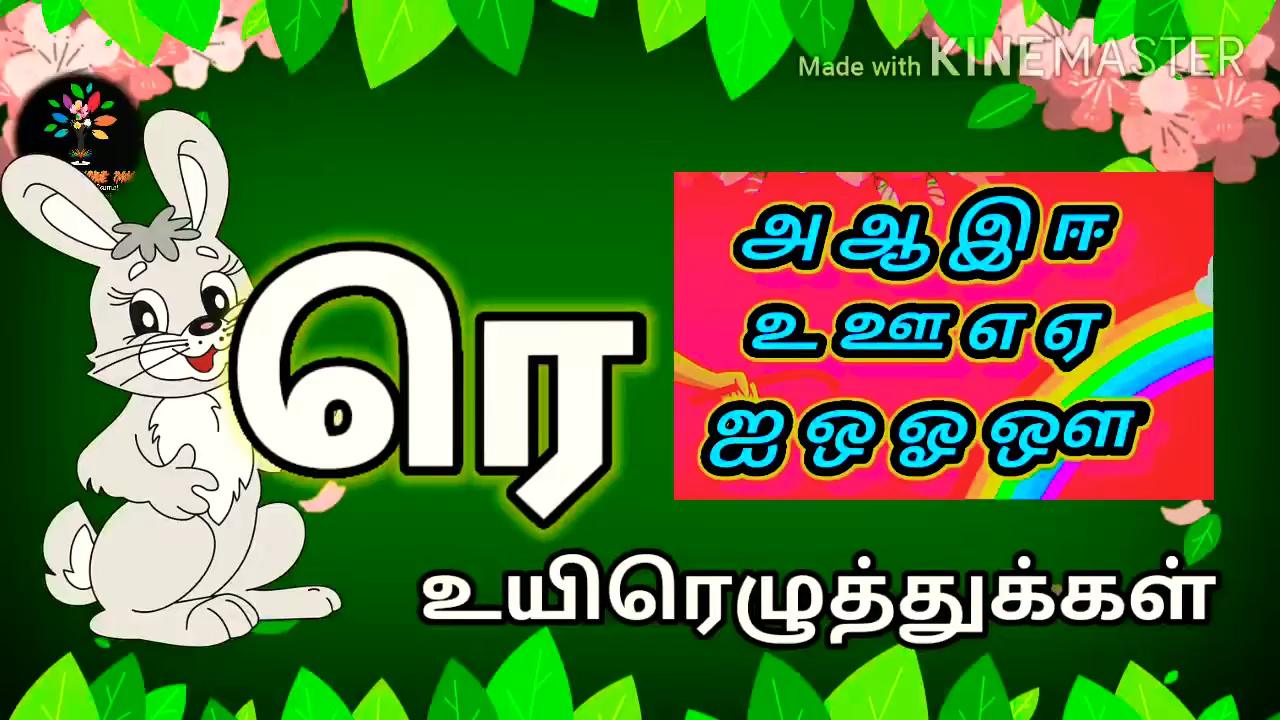 Made with KINEMASTER
ரெ
அ ஆ இ ஈ
உ ஊ எ ஏ
ஐ ஒ ஓ ஔ
உயிரெழுத்துக்கள்